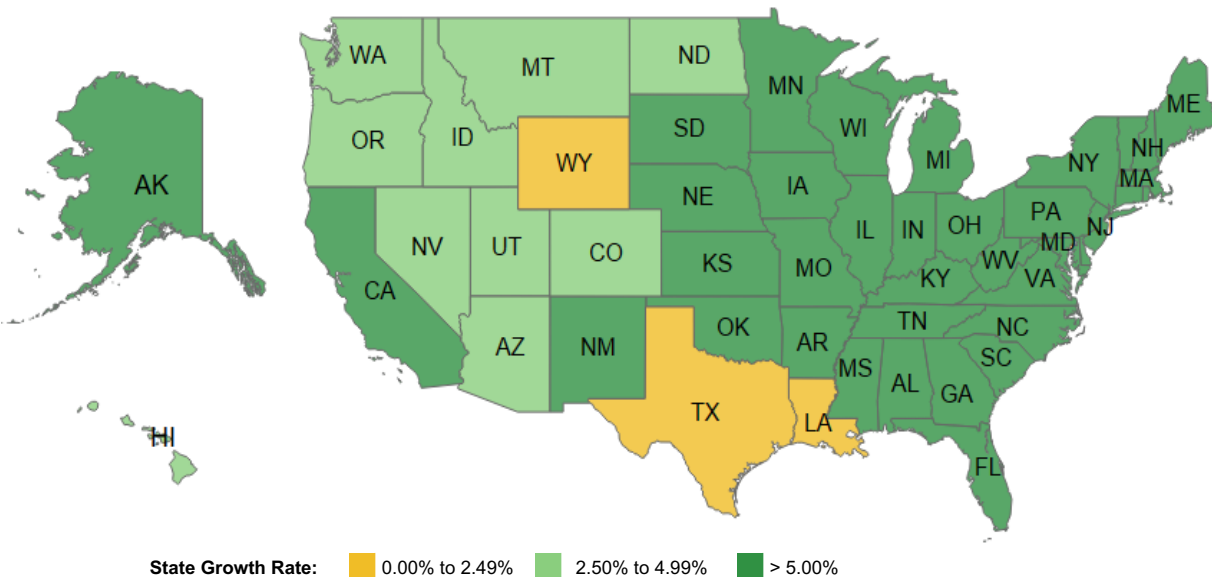 WA
MT
ND
MN
ME
OR
ID
SD
WI
NH
NY
MI
WY
MA
AK
IA
NE
PA
NJ
OH
IL
IN
MD
NV
UT
CO
WV
KS
MO
VA
CA
KY
TN
NC
OK
AZ
NM
AR
SC
MS
AL
GA
TX
LA
HI
FL
State Growth Rate: 0.00% to 2.49% 2.50% to 4.99% > 5.00%